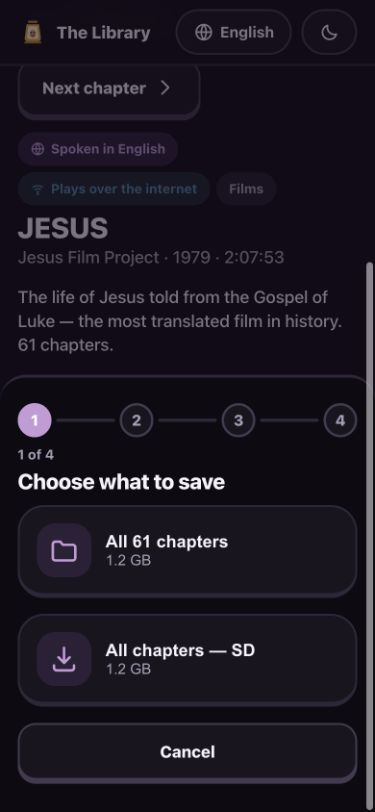 The Library
English
Next chapter
Spoken in English
Plays over the internet
Films
JESUS
Jesus Film Project · 1979 · 2:07:53
The life of Jesus told from the Gospel of
Luke — the most translated film in history.
61 chapters.
1
2
3
4
1 of 4
Choose what to save
All 61 chapters
1.2 GB
All chapters — SD
1.2 GB
Cancel